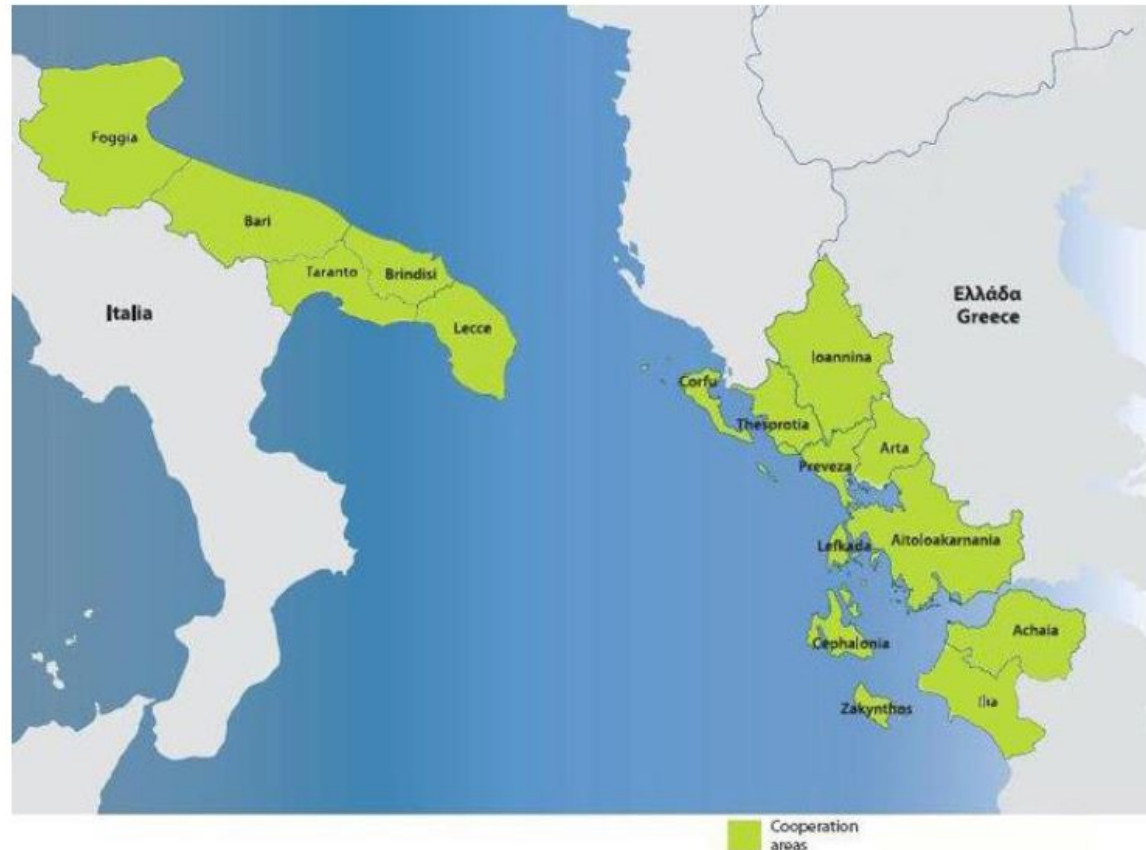 Foggia
Bari
Taranto
Brindisi
Lecce
Italia
Ελλάδα
Greece
Ioannina
Corfu
Thesprotia
Arta
Preveza
Lefkada
Aitoloakarnania
Achaia
Cephalonia
Ilia
Zakynthos
Cooperation
areas